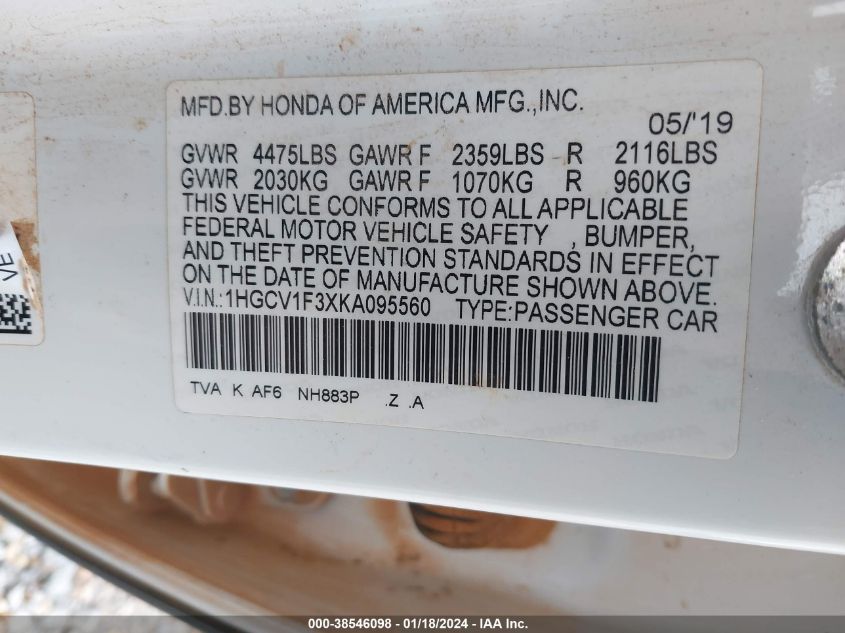 MFD.BY HONDA OF AMERICA MFG.,INC.
05/'19
GVWR 4475LBS GAWR F 2359LBS R 2116LBS
GVWR 2030KG GAWR F 1070KG R 960KG
THIS VEHICLE CONFORMS TO ALL APPLICABLE
FEDERAL MOTOR VEHICLE SAFETY , BUMPER,
AND THEFT PREVENTION STANDARDS IN EFFECT
ON THE DATE OF MANUFACTURE SHOWN ABOVE.
V.I.N.:1HGCV1F3XKA095560 TYPE:PASSENGER CAR
TVA K AF6 NH883P .Z .A
VE
000-38546098 - 01/18/2024 - IAA Inc.